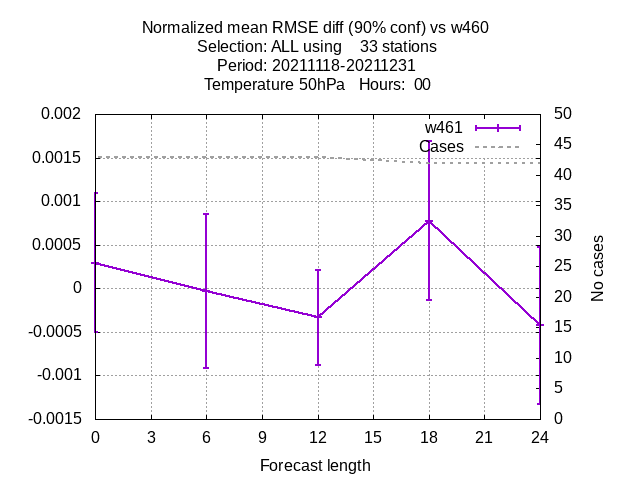 Normalized mean RMSE diff (90% conf) vs w460
Selection: ALL using    33 stations
Period: 20211118-20211231
Temperature 50hPa   Hours:  00
0.002
0.0015
0.001
0.0005
0
-0.0005
-0.001
-0.0015
w461
Cases
50
45
40
35
30
25
20
15
10
5
0
No cases
0 3 6 9 12 15 18 21 24
Forecast length